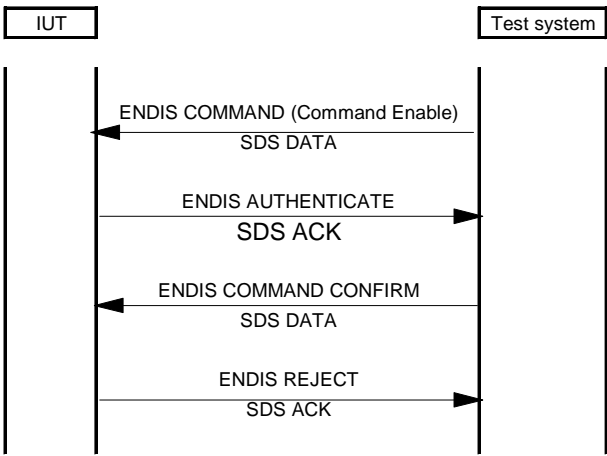 IUT
Test system
ENDIS COMMAND (Command Enable)
SDS DATA
ENDIS AUTHENTICATE
SDS ACK
ENDIS COMMAND CONFIRM
SDS DATA
ENDIS REJECT
SDS ACK